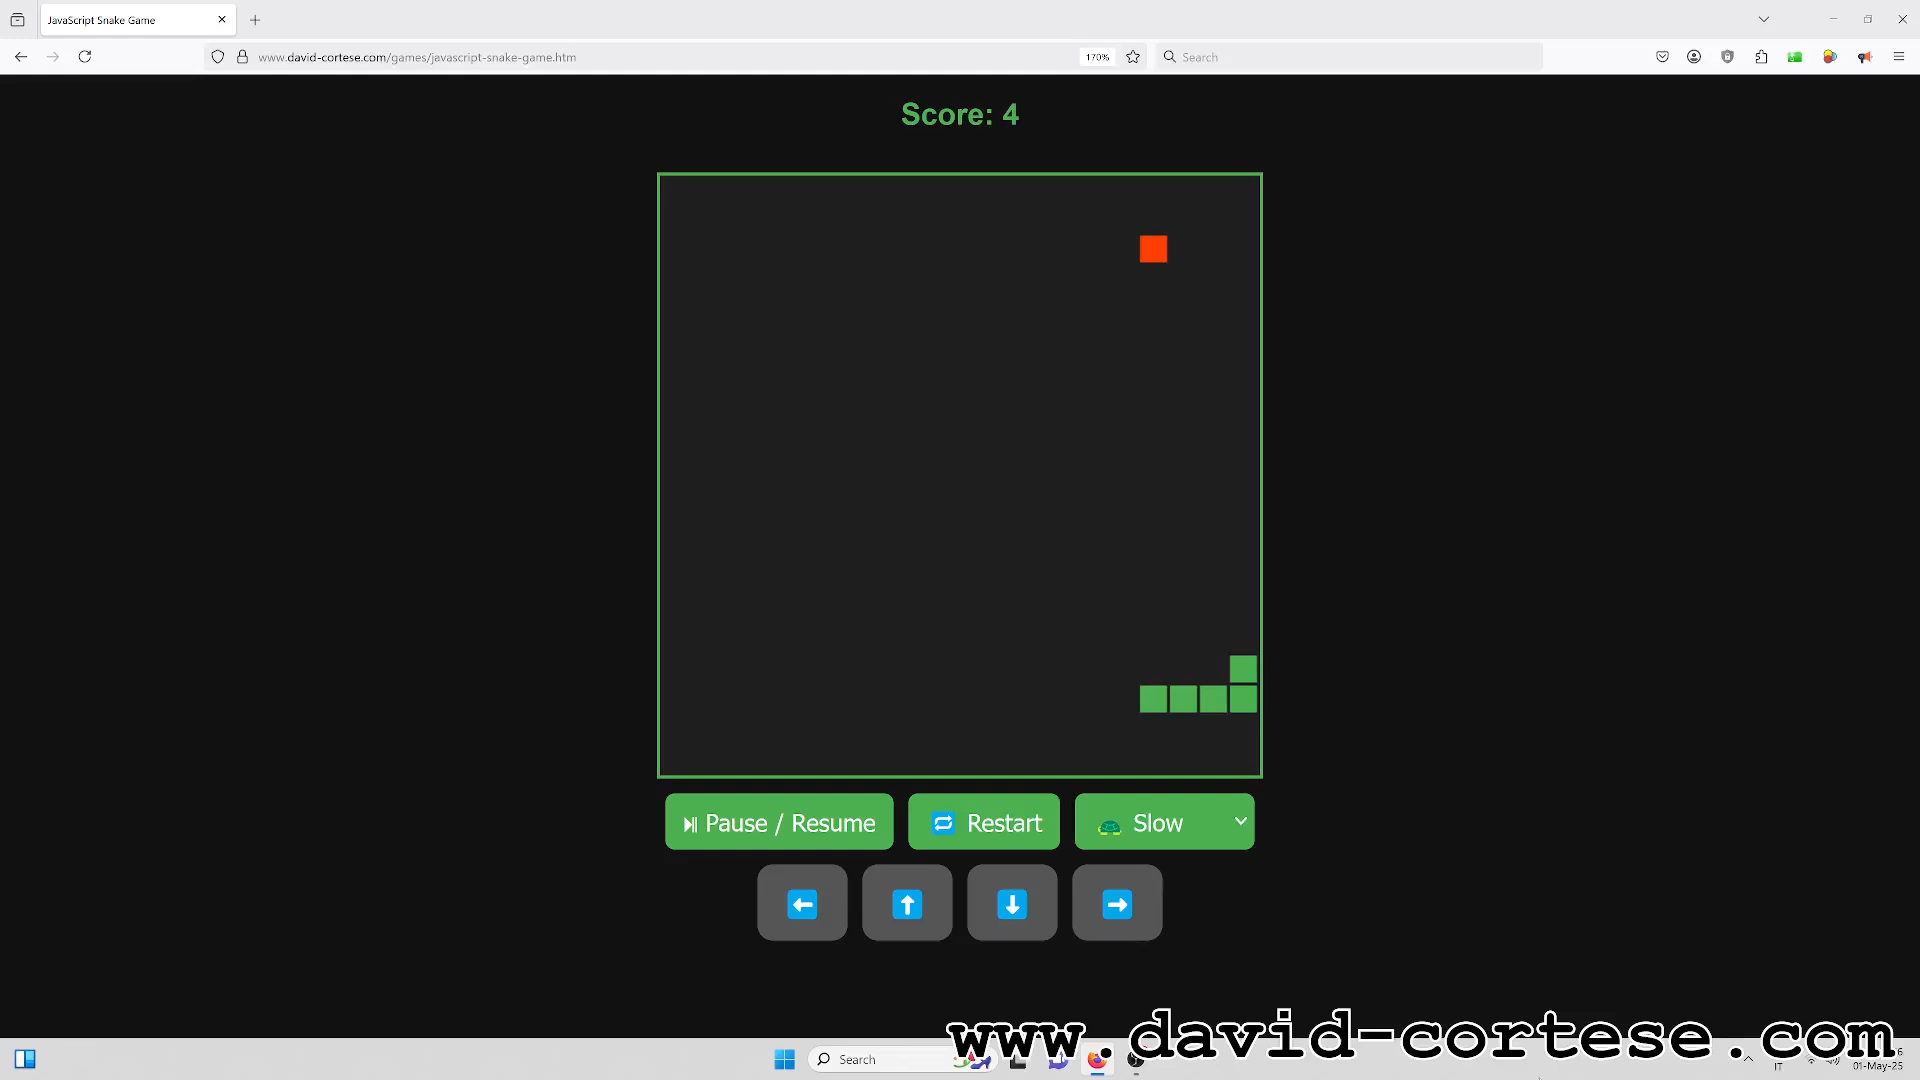 JavaScript Snake Game
www.david-cortese.com/games/javascript-snake-game.htm
170%
Search
Score: 4
Pause / Resume
Restart
Slow
www.david-cortese.com
Search
IT
01-May-25